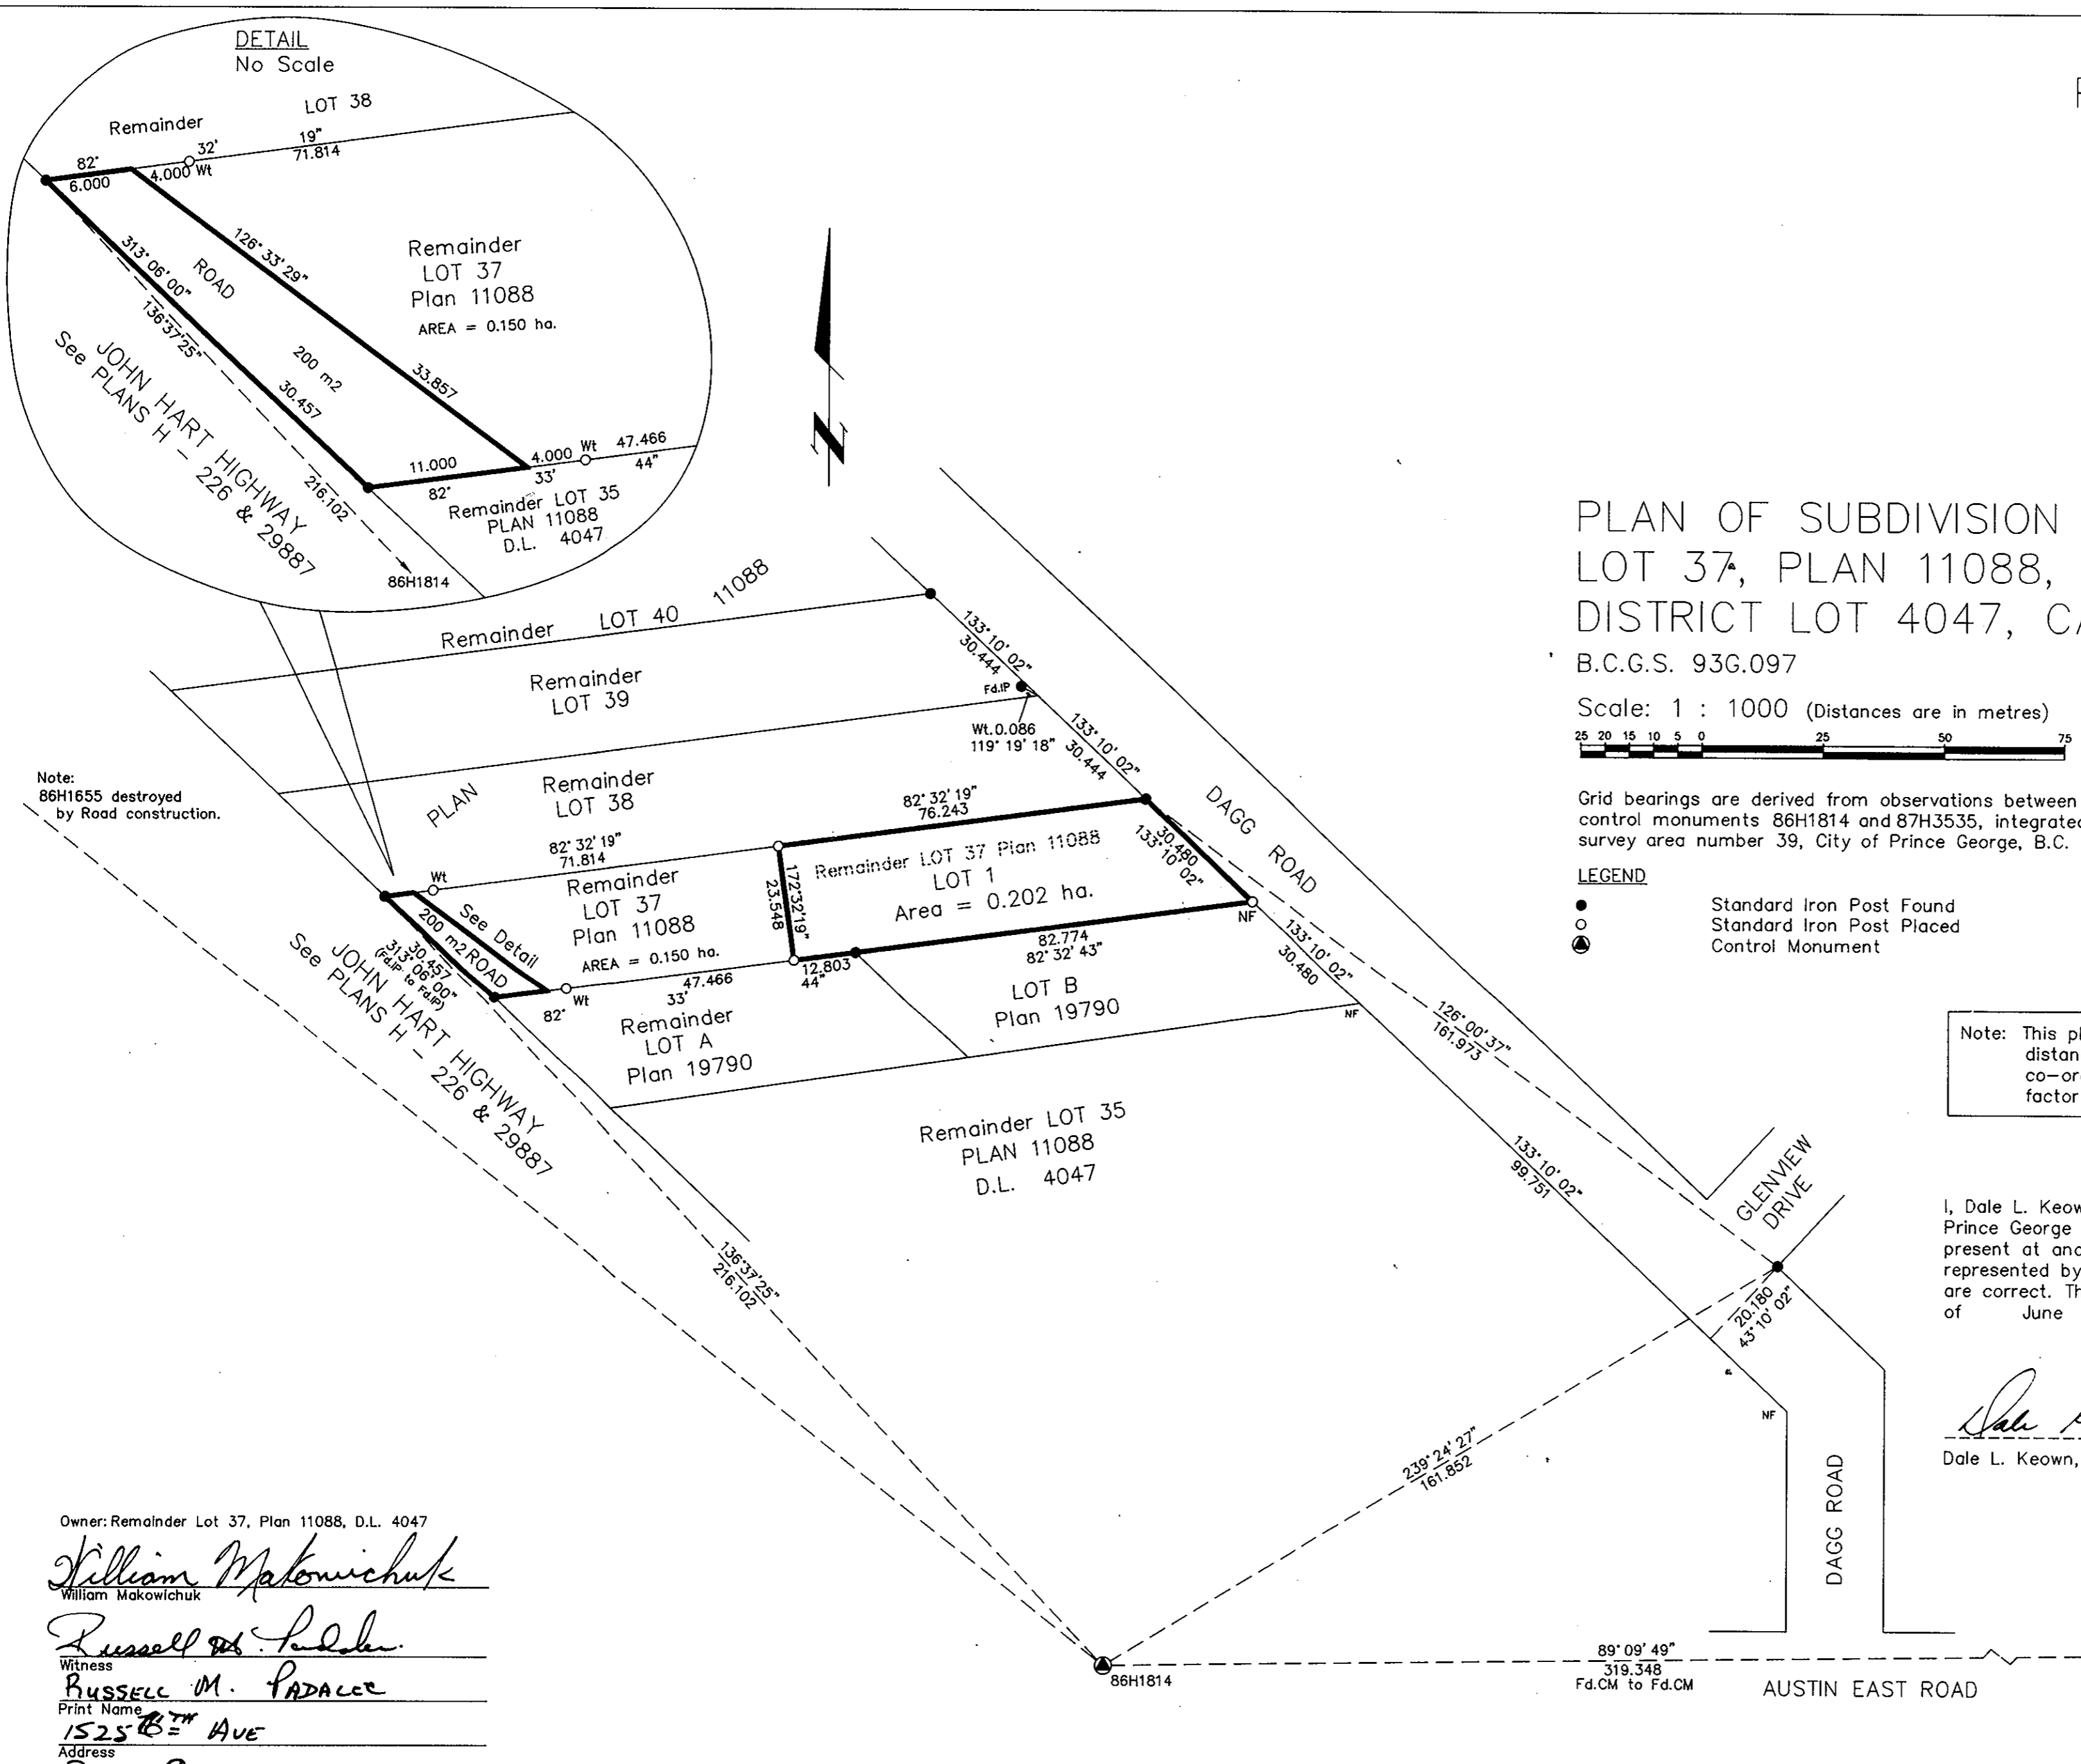 DETAIL
No Scale
LOT 38
Remainder
82°
32'
19"
71.814
6.000
4.000 Wt
126° 33' 29"
33.857
313° 06' 00"
30.457
136°37'25"
216.102
ROAD
200 m2
Remainder
LOT 37
Plan 11088
AREA = 0.150 ha.
JOHN HART HIGHWAY
See PLANS H - 226 & 29887
11.000
82°
4.000 Wt
33'
47.466
44"
Remainder LOT 35
PLAN 11088
D.L. 4047
86H1814
N
PLAN OF SUBDIVISION
LOT 37, PLAN 11088,
DISTRICT LOT 4047,
B.C.G.S. 93G.097
Scale: 1 : 1000 (Distances are in metres)
25 20 15 10 5 0 25 50 75
Grid bearings are derived from observations between
control monuments 86H1814 and 87H3535, integrated
survey area number 39, City of Prince George, B.C.
LEGEND
Standard Iron Post Found
Standard Iron Post Placed
Control Monument
Remainder LOT 40
11088
Remainder
LOT 39
PLAN
Remainder
LOT 38
133° 10' 02"
30.444
Fd.IP
Wt.0.086
119° 19' 18"
133° 10' 02"
30.444
DAGG ROAD
Note:
86H1655 destroyed
by Road construction.
82° 32' 19"
71.814
82° 32' 19"
76.243
Wt
Remainder
LOT 37
Plan 11088
AREA = 0.150 ha.
172°32'19"
23.548
Remainder LOT 37 Plan 11088
LOT 1
Area = 0.202 ha.
30.480
133° 10' 02"
NF
See Detail
200 m2 ROAD
30.457
313° 06' 00"
(Fd.IP to Fd.IP)
JOHN HART HIGHWAY
See PLANS H - 226 & 29887
Wt
82°
33'
47.466
44"
12.803
82.774
82° 32' 43"
133° 10' 02"
30.480
Remainder
LOT A
Plan 19790
LOT B
Plan 19790
NF
126° 00' 37"
161.973
Note: This
co-
factor
Remainder LOT 35
PLAN 11088
D.L. 4047
133° 10' 02"
99.751
GLENVIEW
DRIVE
I, Dale L.
Prince George
present at
represented by
are correct.
of June
136°37'25"
216.102
20.180
43° 10' 02"
NF
239° 24' 27"
161.852
DAGG ROAD
Dale
Dale L. Keown,
86H1814
89° 09' 49"
319.348
Fd.CM to Fd.CM
AUSTIN EAST ROAD
Owner: Remainder Lot 37, Plan 11088, D.L. 4047
William Makowichuk
William Makowichuk
Russell M.
Witness
RUSSELL M.
Print Name
1525 AVE
Address